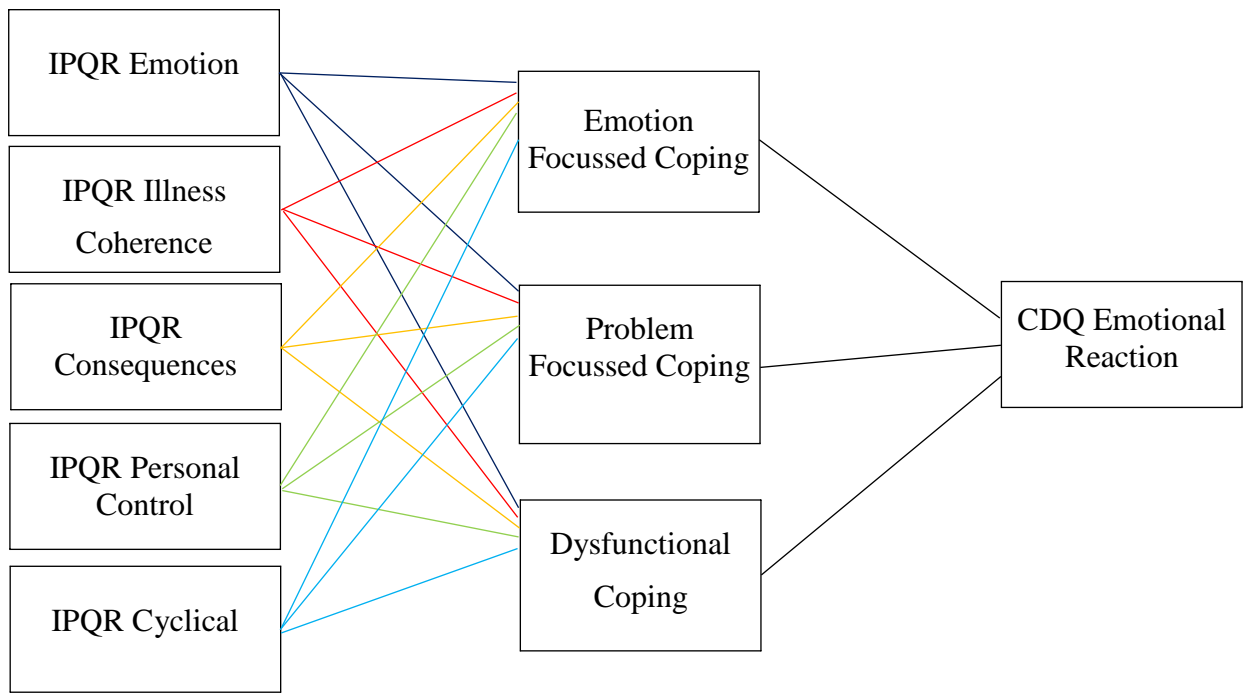 IPQR Emotion
IPQR Illness
Coherence
IPQR
Consequences
IPQR Personal
Control
IPQR Cyclical
Emotion
Focussed Coping
Problem
Focussed Coping
Dysfunctional
Coping
CDQ Emotional
Reaction